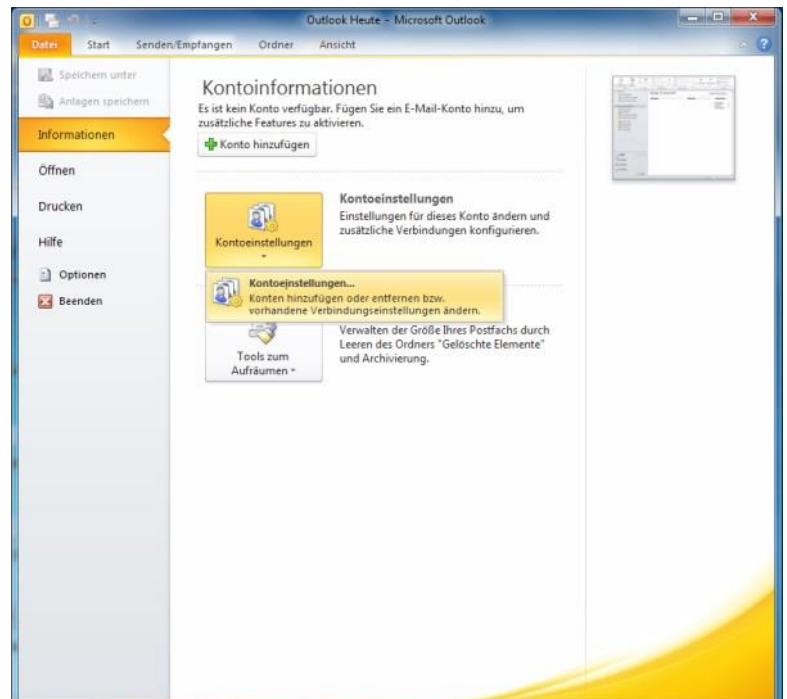 Outlook Heute - Microsoft Outlook
Datei Start Senden/Empfangen Ordner Ansicht
Speichern unter
Anlagen speichern
Informationen
Öffnen
Drucken
Hilfe
Optionen
Beenden
Kontoinformationen
Es ist kein Konto verfügbar. Fügen Sie ein E-Mail-Konto hinzu, um
zusätzliche Features zu aktivieren.
Konto hinzufügen
Kontoeinstellungen
Kontoeinstellungen
Einstellungen für dieses Konto ändern und
zusätzliche Verbindungen konfigurieren.
Kontoeinstellungen...
Konten hinzufügen oder entfernen bzw.
vorhandene Verbindungseinstellungen ändern.
Tools zum
Aufräumen
Verwalten der Größe Ihres Postfachs durch
Leeren des Ordners "Gelöschte Elemente"
und Archivierung.